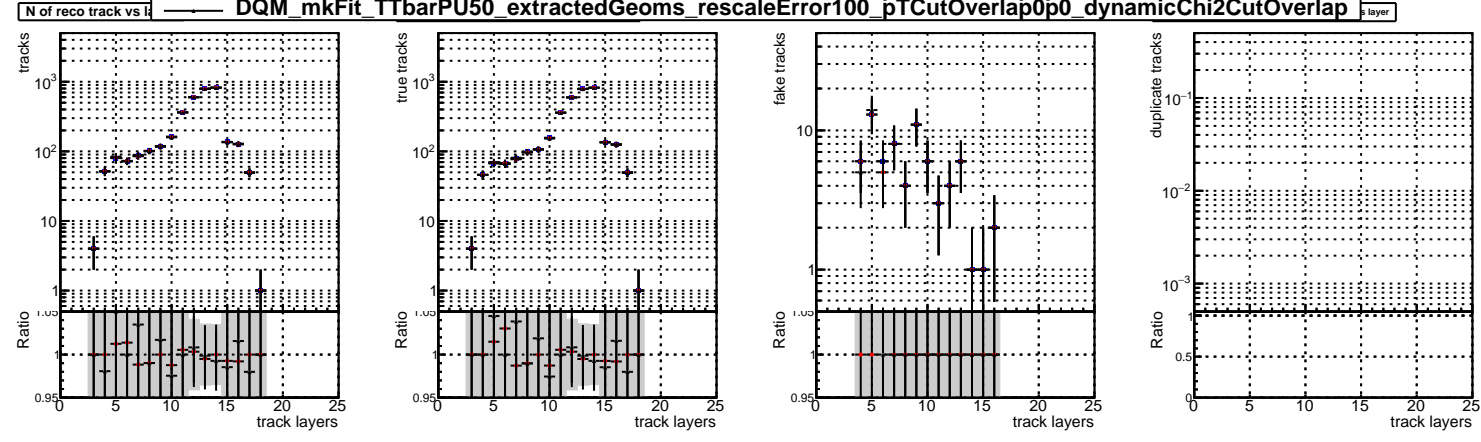 N of reco track vs la
DQM_mkFit_TTbarPU50_extractedGeoms_rescaleError100_pTCutOverlap0p0_dynamicChi2CutOverlap
s layer
tracks
10³
10²
10
1
Ratio
1.05
1
0.95
0 5 10 15 20 25
track layers
true tracks
10³
10²
10
1
Ratio
1.05
1
0.95
0 5 10 15 20 25
track layers
fake tracks
10
1
Ratio
1.05
1
0.95
0 5 10 15 20 25
track layers
duplicate tracks
10⁻¹
10⁻²
10⁻³
Ratio
1
0.5
0
0 5 10 15 20 25
track layers